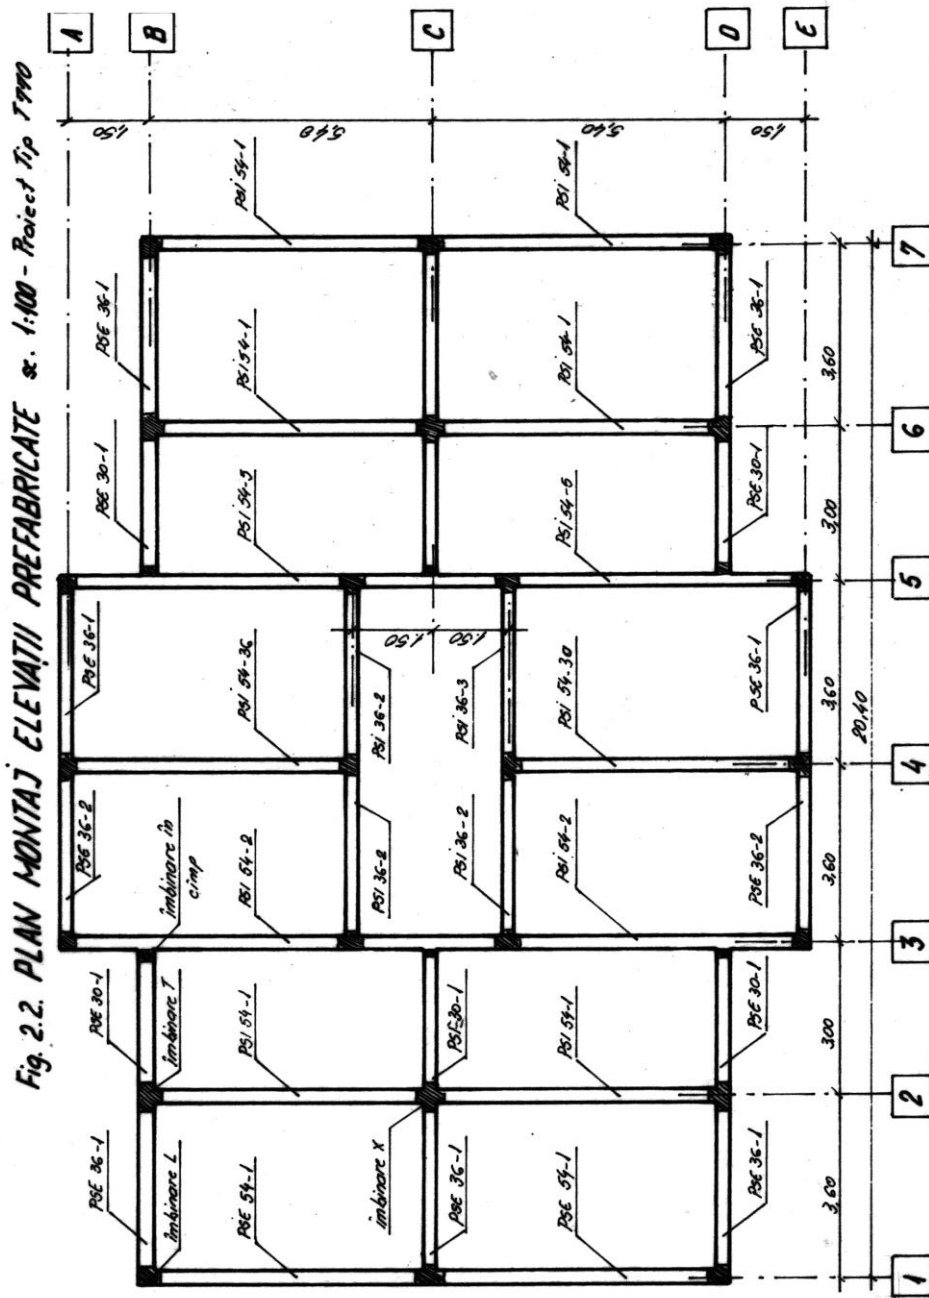 Fig. 2.2. PLAN MONTAJ ELEVAȚII PREFABRICATE sc. 1:100 - Proiect Tip T770
A
B
C
D
E
1,50
5,40
5,40
1,50
PSE 36-1
PSE 30-1
PSE 30-1
PSE 36-1
PSE 36-2
PSE 36-1
îmbinare L
îmbinare T
îmbinare în
cîmp
PSE 54-1
PSI 54-1
PSI 54-2
PSI 54-36
PSI 54-5
PSI 54-1
PSI 54-1
îmbinare X
PSE 36-1
PSI-30-1
PSI 36-2
PSI 36-2
1.50
1.50
PSI 36-2
PSI 36-3
PSE 54-1
PSI 54-1
PSI 54-2
PSI 54-30
PSI 54-6
PSI 54-1
PSI 54-1
PSE 36-1
PSE 30-1
PSE 36-2
PSE 36-1
PSE 30-1
PSE 36-1
3,60
3,00
3,60
3,60
3,00
3,60
20,40
1
2
3
4
5
6
7